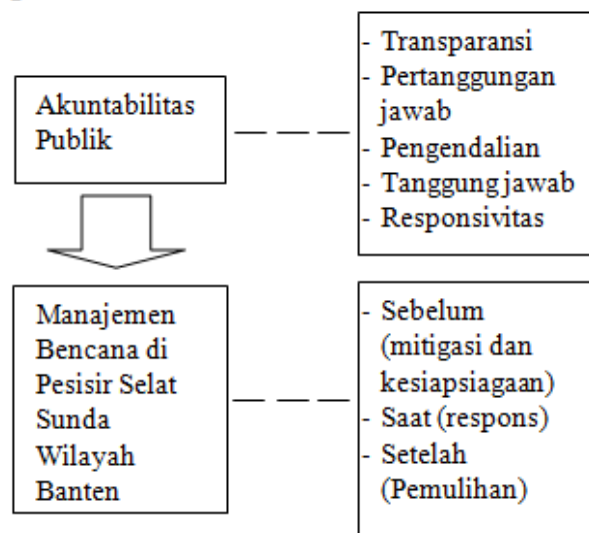 Akuntabilitas
Publik
- Transparansi
- Pertanggungan
jawab
- Pengendalian
- Tanggung jawab
- Responsivitas
Manajemen
Bencana di
Pesisir Selat
Sunda
Wilayah
Banten
- Sebelum
(mitigasi dan
kesiapsiagaan)
- Saat (respons)
- Setelah
(Pemulihan)